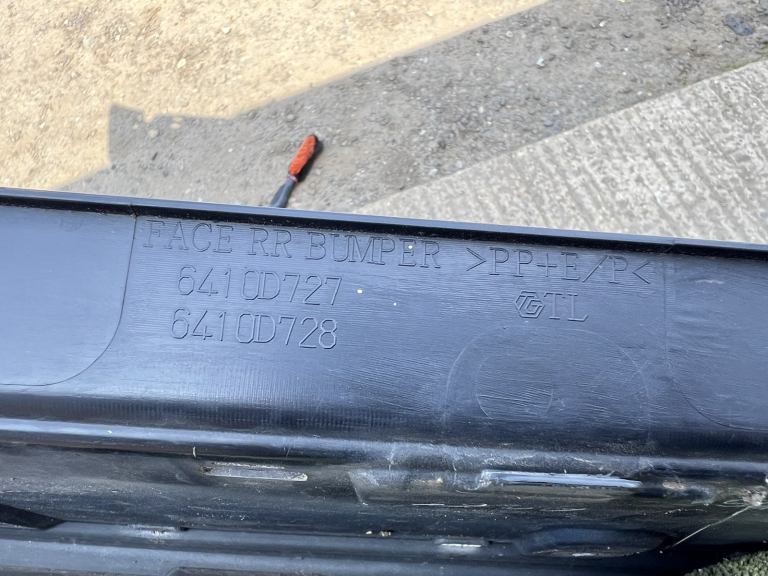 FACE RR BUMPER >PP+E/P<
6410D727
6410D728
GTL